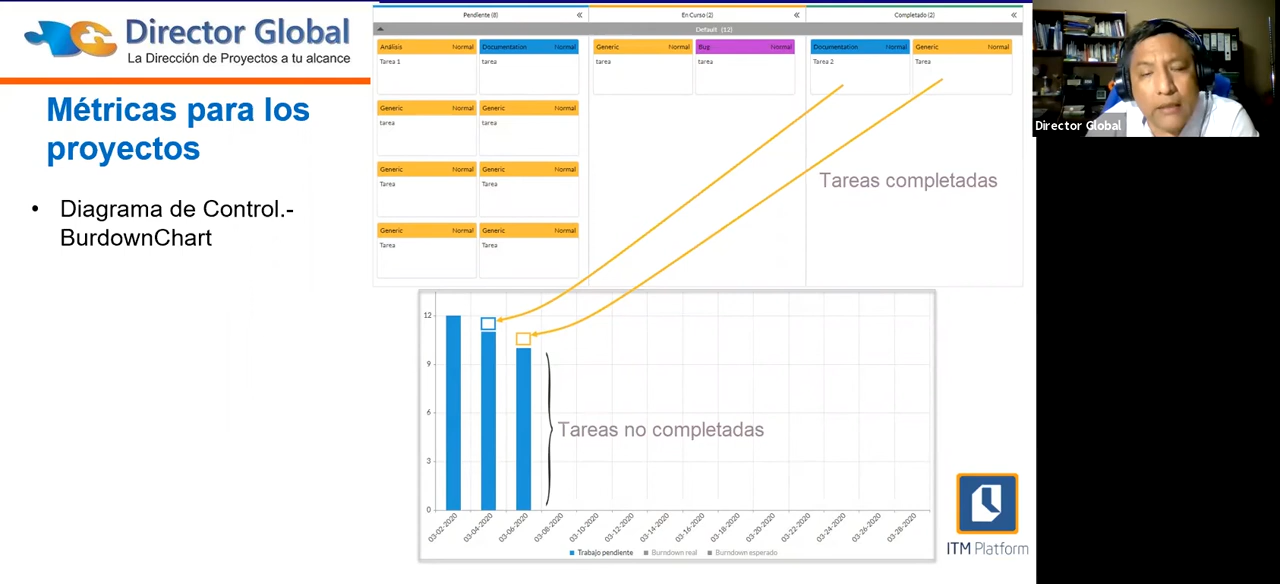 Director Global
La Dirección de Proyectos a tu alcance
Métricas para los
proyectos
• Diagrama de Control.-
BurdownChart
Pendiente (8) «
En Curso (2) «
Completado (2) «
Default (12)
Análisis Normal
Tarea 1
Documentation Normal
tarea
Generic Normal
tarea
Bug Normal
tarea
Documentation Normal
Tarea 2
Generic Normal
Tarea
Generic Normal
tarea
Generic Normal
tarea
Generic Normal
Tarea
Generic Normal
Tarea
Generic Normal
Tarea
Generic Normal
Tarea
Tareas completadas
12
9
6
3
0
Tareas no completadas
03-02-2020
03-04-2020
03-06-2020
03-08-2020
03-10-2020
03-12-2020
03-14-2020
03-16-2020
03-18-2020
03-20-2020
03-22-2020
03-24-2020
03-26-2020
03-28-2020
Trabajo pendiente
Burndown real
Burndown esperado
ITM Platform
Director Global